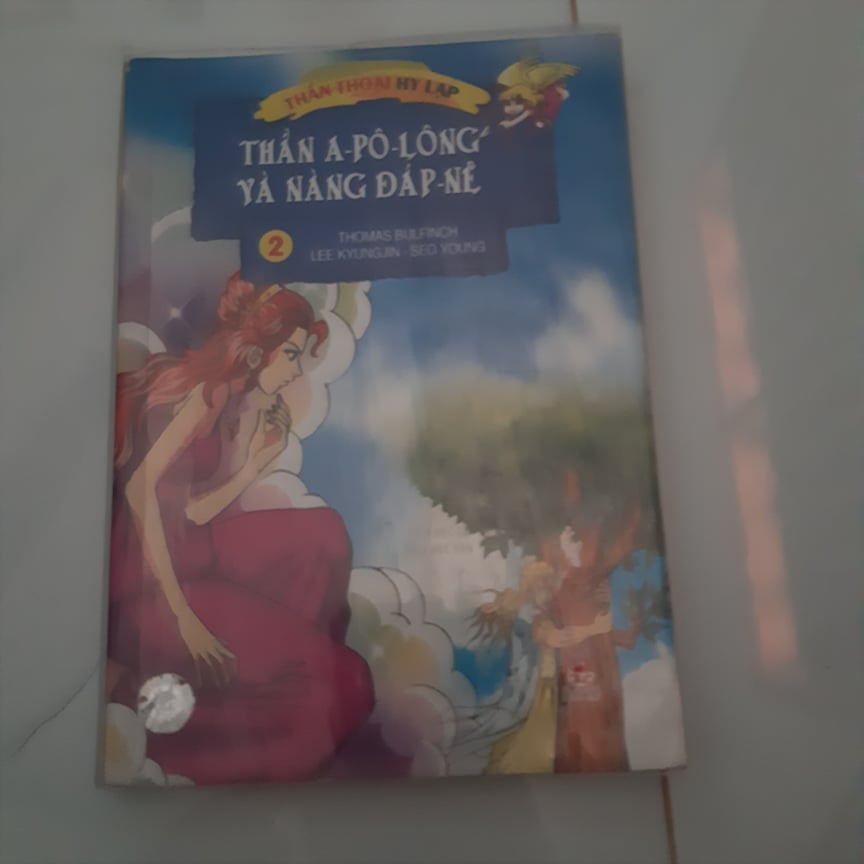 THẦN THOẠI HY LẠP
THẦN A-PÔ-LÔNG
VÀ NÀNG ĐÁP-NÊ
2
THOMAS BULFINCH
LEE KYUNGJIN - SEO YOUNG